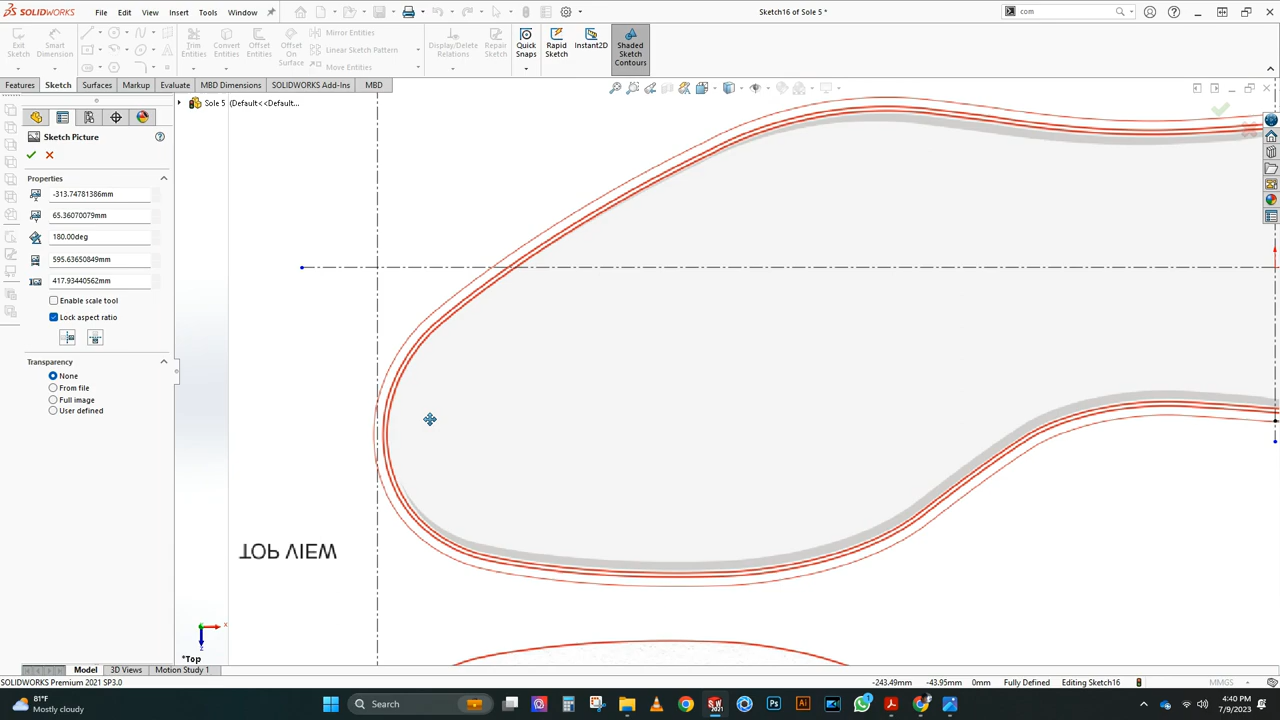 SOLIDWORKS
File
Edit
View
Insert
Tools
Window
Sketch16 of Sole 5 *
com
Exit Sketch
Smart Dimension
Trim Entities
Convert Entities
Offset Entities
Offset On Surface
Mirror Entities
Linear Sketch Pattern
Move Entities
Display/Delete Relations
Repair Sketch
Quick Snaps
Rapid Sketch
Instant2D
Shaded Sketch Contours
Features
Sketch
Surfaces
Markup
Evaluate
MBD Dimensions
SOLIDWORKS Add-Ins
MBD
Sole 5 (Default<<Default...
Sketch Picture
Properties
-313.74781386mm
65.36070079mm
180.00deg
595.63650849mm
417.93440562mm
Enable scale tool
Lock aspect ratio
Transparency
None
From file
Full image
User defined
TOP VIEW
x
z
*Top
Model
3D Views
Motion Study 1
SOLIDWORKS Premium 2021 SP3.0
-243.49mm
-43.95mm
0mm
Fully Defined
Editing Sketch16
MMGS
81°F
Mostly cloudy
Search
4:40 PM
7/9/2023